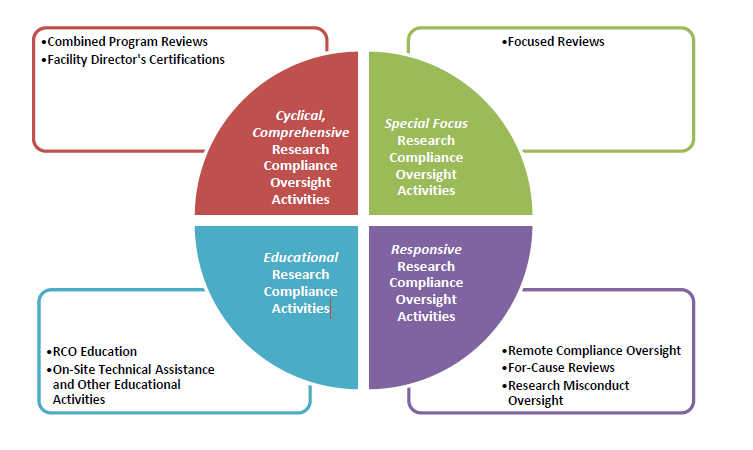 •Combined Program Reviews
•Facility Director's Certifications
•Focused Reviews
Cyclical,
Comprehensive
Research
Compliance
Oversight
Activities
Special Focus
Research
Compliance
Oversight
Activities
Educational
Research
Compliance
Activities
Responsive
Research
Compliance
Oversight
Activities
•RCO Education
•On-Site Technical Assistance
and Other Educational
Activities
•Remote Compliance Oversight
•For-Cause Reviews
•Research Misconduct
Oversight